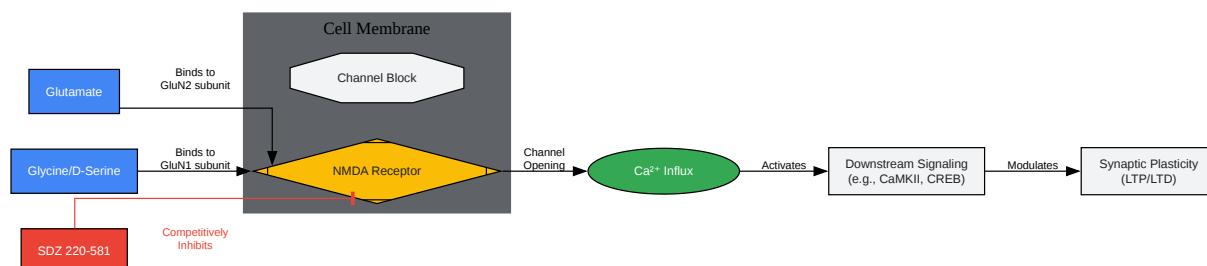 Cell Membrane
Channel Block
Glutamate
Binds to
GluN2 subunit
Glycine/D-Serine
Binds to
GluN1 subunit
NMDA Receptor
Channel
Opening
Ca²⁺ Influx
Activates
Downstream Signaling
(e.g., CaMKII, CREB)
Modulates
Synaptic Plasticity
(LTP/LTD)
SDZ 220-581
Competitively
Inhibits